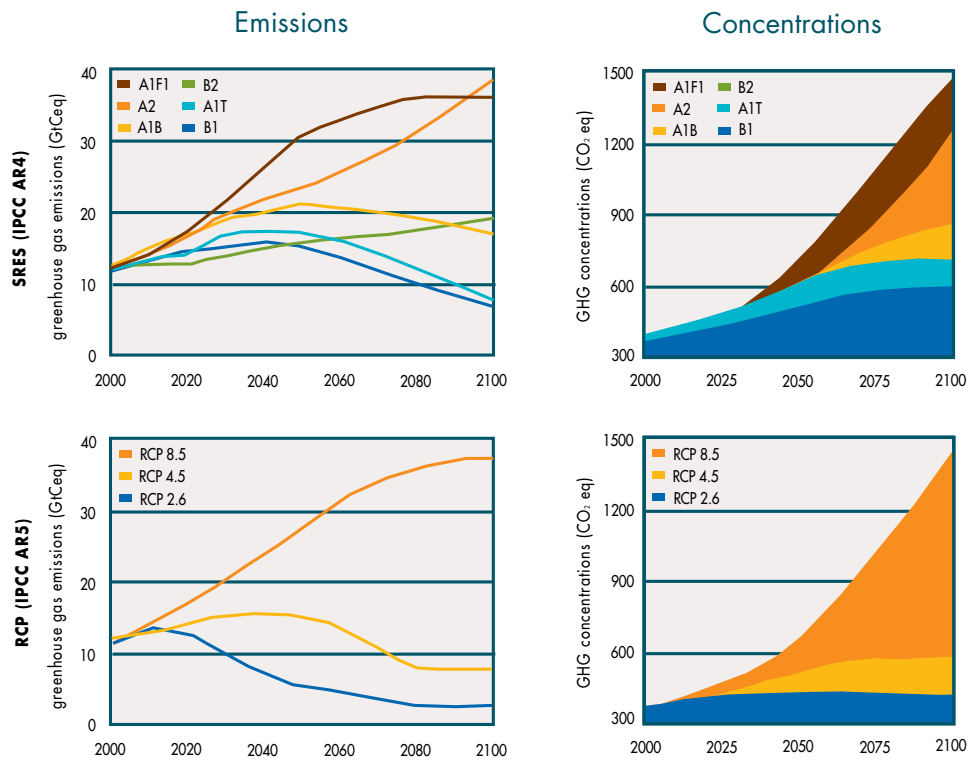 Emissions
Concentrations
SRES (IPCC AR4)
greenhouse gas emissions (GtCeq)
40
30
20
10
0
A1F1
B2
A2
A1T
A1B
B1
2000
2020
2040
2060
2080
2100
GHG concentrations (CO₂ eq)
1500
1200
900
600
300
A1F1
B2
A2
A1T
A1B
B1
2000
2025
2050
2075
2100
RCP (IPCC AR5)
greenhouse gas emissions (GtCeq)
40
30
20
10
0
RCP 8.5
RCP 4.5
RCP 2.6
2000
2020
2040
2060
2080
2100
GHG concentrations (CO₂ eq)
1500
1200
900
600
300
RCP 8.5
RCP 4.5
RCP 2.6
2000
2025
2050
2075
2100